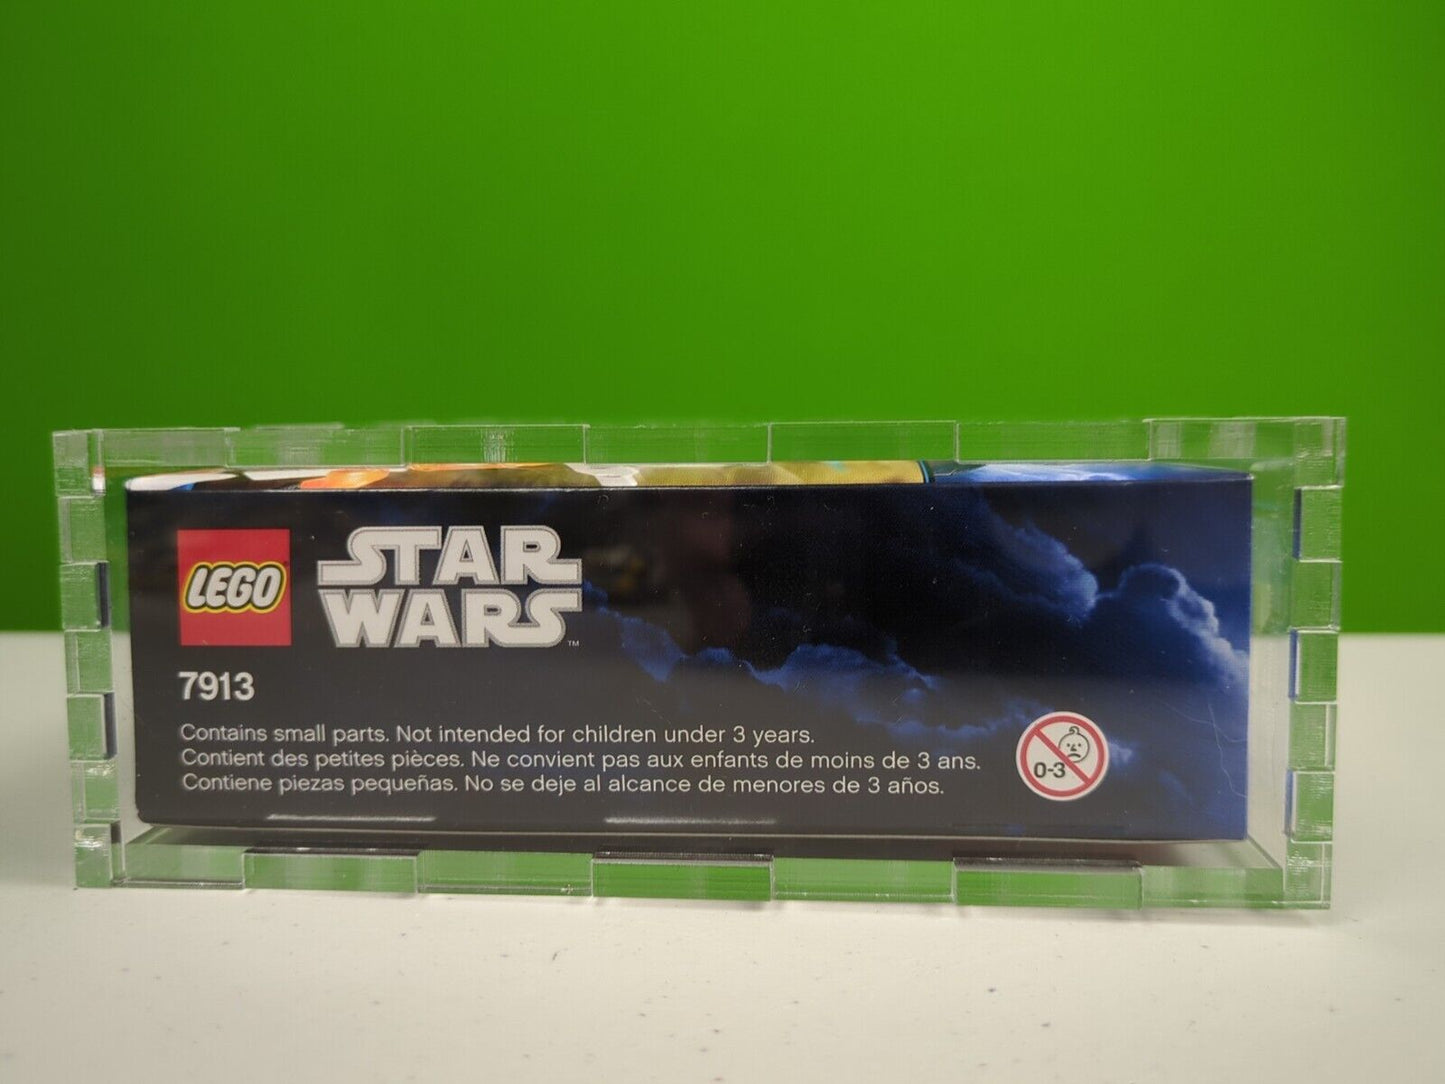 LEGO
STAR
WARS™
7913
Contains small parts. Not intended for children under 3 years.
Contient des petites pièces. Ne convient pas aux enfants de moins de 3 ans.
Contiene piezas pequeñas. No se deje al alcance de menores de 3 años.
0-3